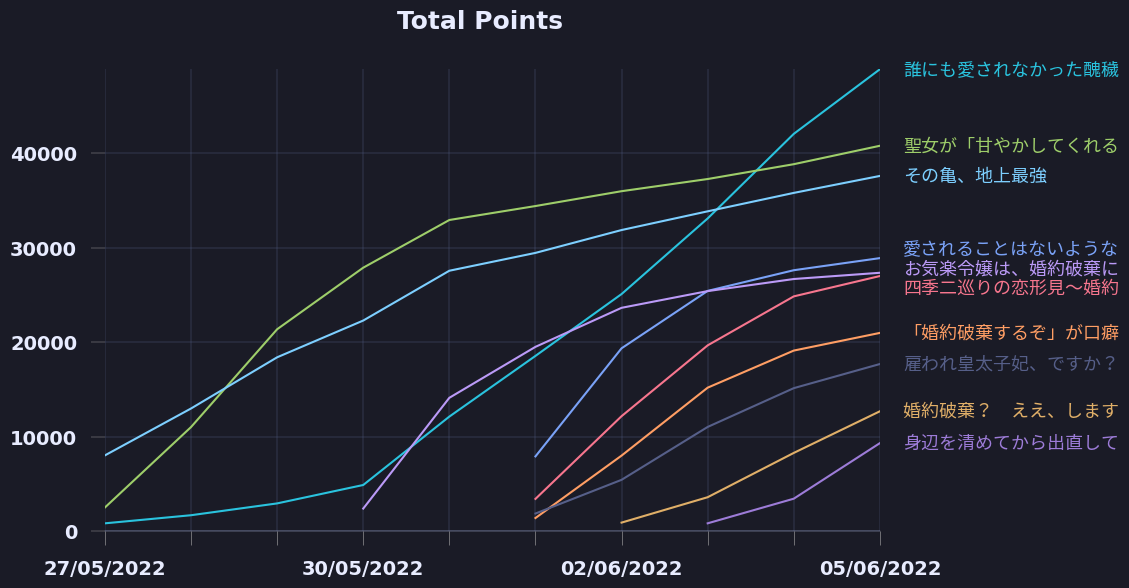 Total Points
誰にも愛されなかった醜穢
40000
聖女が「甘やかしてくれる
その亀、地上最強
30000
愛されることはないような
お気楽令嬢は、婚約破棄に
四季二巡りの恋形見～婚約
20000
「婚約破棄するぞ」が口癖
雇われ皇太子妃、ですか？
10000
婚約破棄？　ええ、します
身辺を清めてから出直して
0
27/05/2022
30/05/2022
02/06/2022
05/06/2022